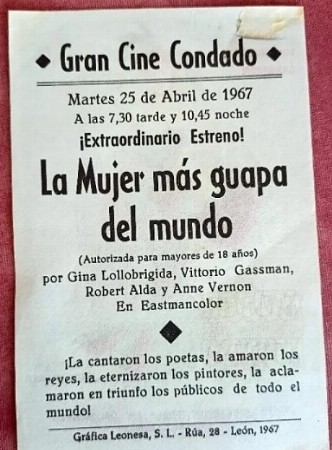 ◆ Gran Cine Condado ◆
Martes 25 de Abril de 1967
A las 7,30 tarde y 10,45 noche
¡Extraordinario Estreno!
La Mujer más guapa
del mundo
(Autorizada para mayores de 18 años)
por Gina Lollobrigida, Vittorio Gassman,
Robert Alda y Anne Vernon
En Eastmancolor
¡La cantaron los poetas, la amaron los
reyes, la eternizaron los pintores, la acla-
maron en triunfo los públicos de todo el
mundo!
Gráfica Leonesa, S. L. - Rúa, 28 - León, 1967